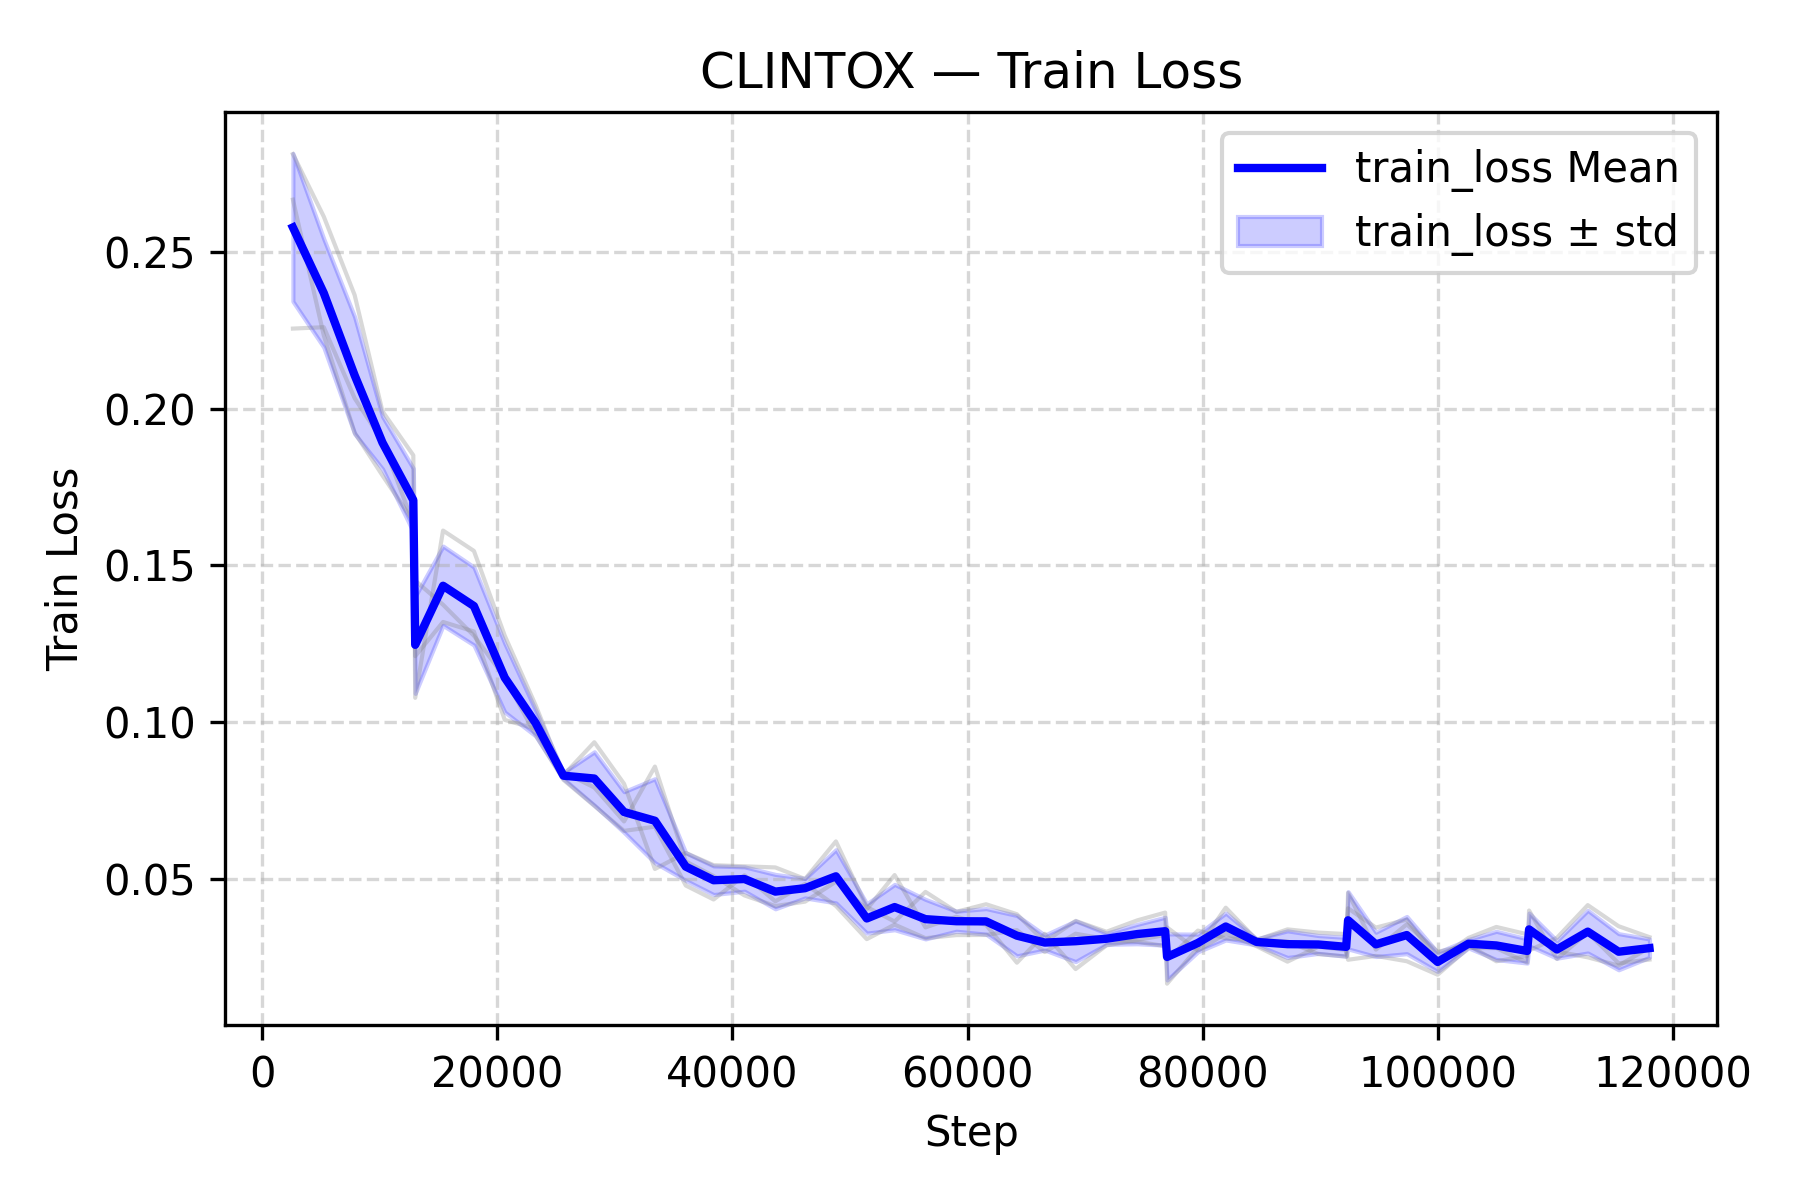 CLINTOX — Train Loss
train_loss Mean
train_loss ± std
Train Loss
0.25
0.20
0.15
0.10
0.05
0 20000 40000 60000 80000 100000 120000
Step